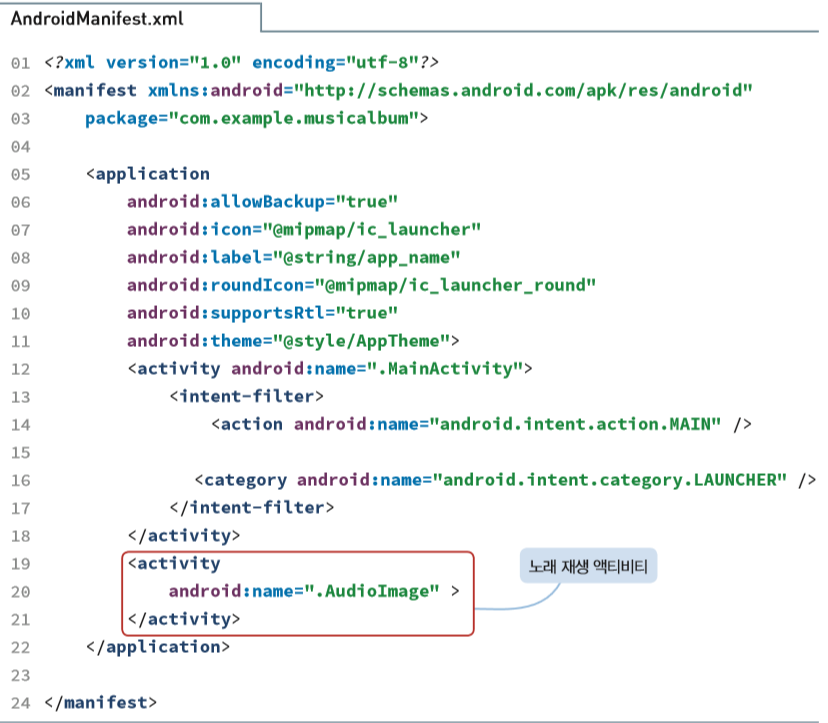 AndroidManifest.xml
01 <?xml version="1.0" encoding="utf-8"?>
02 <manifest xmlns:android="http://schemas.android.com/apk/res/android"
03     package="com.example.musicalbum">
04
05     <application
06         android:allowBackup="true"
07         android:icon="@mipmap/ic_launcher"
08         android:label="@string/app_name"
09         android:roundIcon="@mipmap/ic_launcher_round"
10         android:supportsRtl="true"
11         android:theme="@style/AppTheme">
12         <activity android:name=".MainActivity">
13             <intent-filter>
14                 <action android:name="android.intent.action.MAIN" />
15
16                <category android:name="android.intent.category.LAUNCHER" />
17             </intent-filter>
18         </activity>
19         <activity
노래 재생 액티비티
20             android:name=".AudioImage" >
21         </activity>
22     </application>
23
24 </manifest>